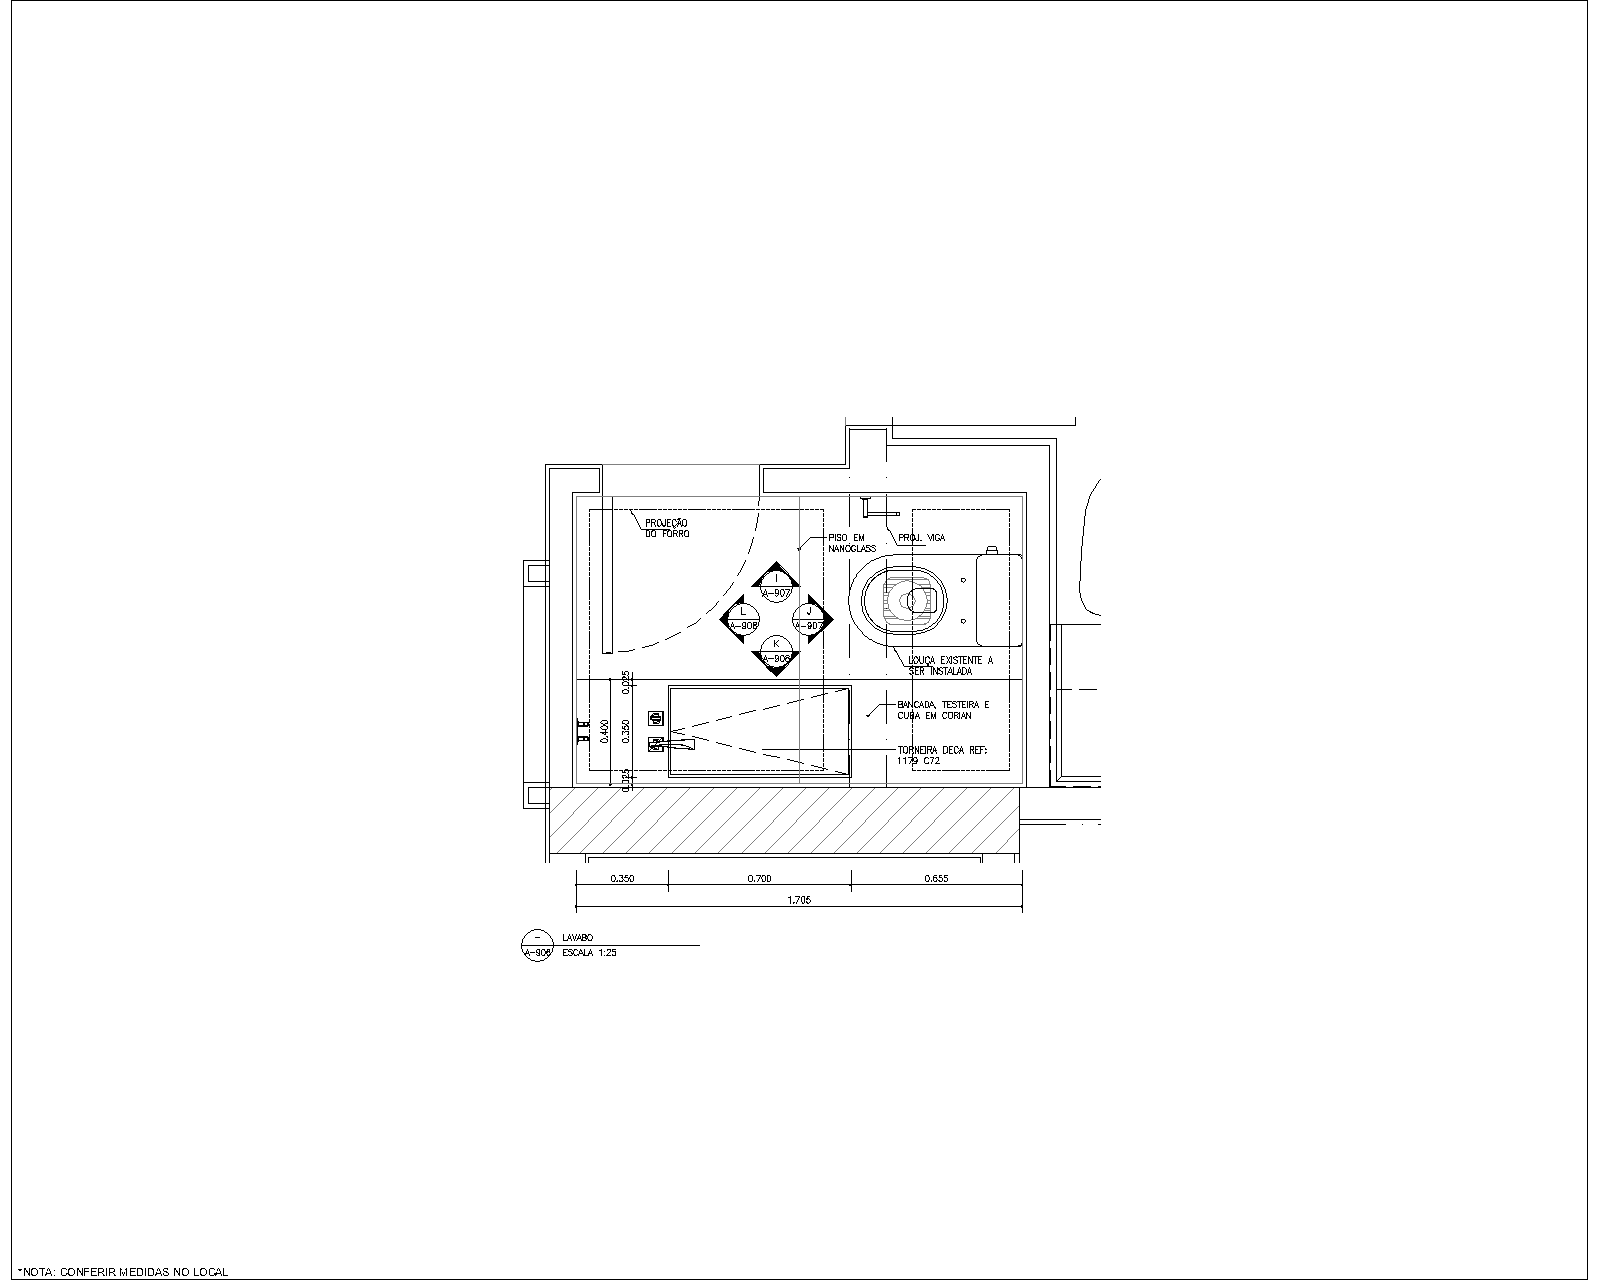 PROJEÇÃO
DO FORRO
PISO EM
NANOGLASS
PROJ. VIGA
I
A-907
L
A-908
J
A-907
K
A-906
LOUÇA EXISTENTE A
SER INSTALADA
0.025
0.400
0.350
0.025
BANCADA, TESTEIRA E
CUBA EM CORIAN
TORNEIRA DECA REF:
1179 C72
0.350
0.700
0.655
1.705
-
A-906
LAVABO
ESCALA 1:25
*NOTA: CONFERIR MEDIDAS NO LOCAL